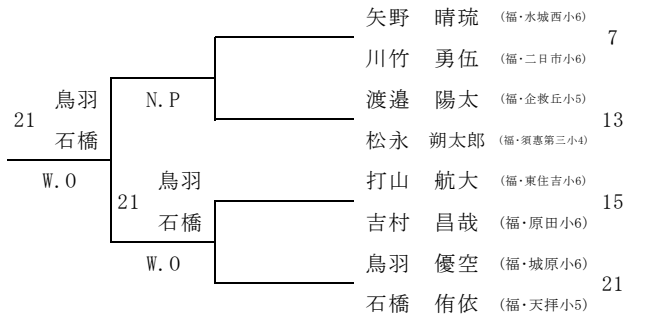 矢野 晴琉 (福・水城西小6)
7
川竹 勇伍 (福・二日市小6)
鳥羽 N.P 渡邉 陽太 (福・企救丘小5)
21 13
石橋 松永 朔太郎 (福・須惠第三小4)
W.O 鳥羽 打山 航大 (福・東住吉小6)
21 15
石橋 吉村 昌哉 (福・原田小6)
W.O 鳥羽 優空 (福・城原小6)
21
石橋 侑依 (福・天拝小5)